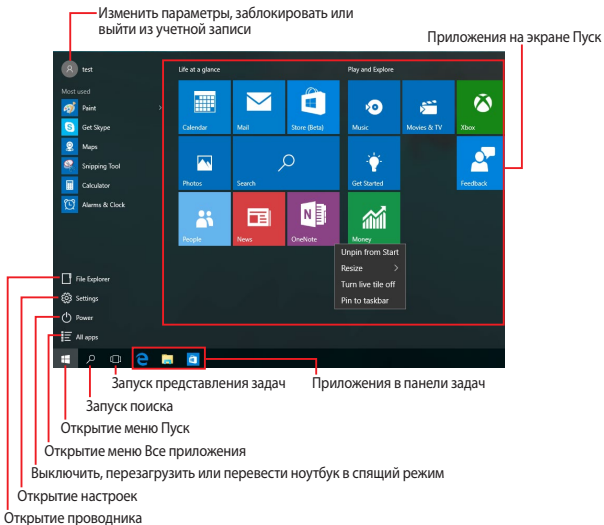 Изменить параметры, заблокировать или
выйти из учетной записи
Приложения на экране Пуск
test
Life at a glance
Play and Explore
Most used
Paint
Get Skype
Maps
Snipping Tool
Calculator
Alarms & Clock
Calendar
Mail
Store (Beta)
Music
Movies & TV
Xbox
Photos
Search
Get Started
Feedback
People
News
OneNote
Money
Unpin from Start
Resize
Turn live tile off
Pin to taskbar
File Explorer
Settings
Power
All apps
Запуск представления задач
Приложения в панели задач
Запуск поиска
Открытие меню Пуск
Открытие меню Все приложения
Выключить, перезагрузить или перевести ноутбук в спящий режим
Открытие настроек
Открытие проводника